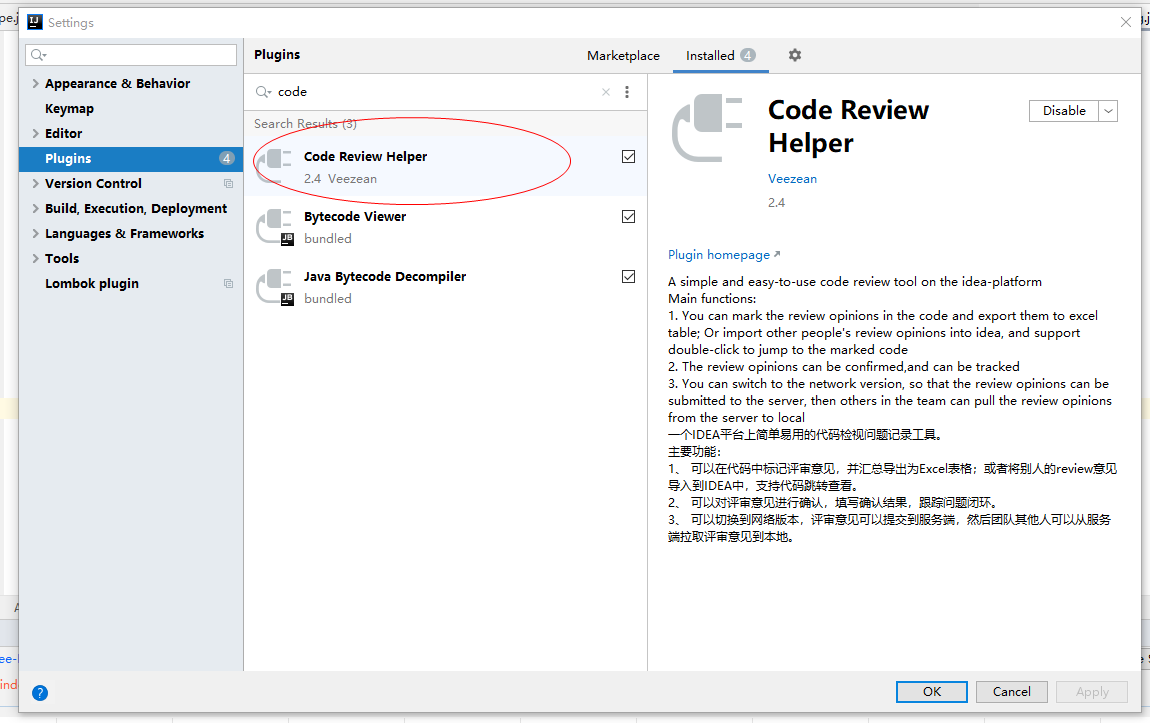 Settings
Plugins
Marketplace
Installed 4
Appearance & Behavior
Keymap
Editor
Plugins 4
Version Control
Build, Execution, Deployment
Languages & Frameworks
Tools
Lombok plugin
code
Search Results (3)
Code Review Helper
2.4 Veezean
Bytecode Viewer
bundled
Java Bytecode Decompiler
bundled
Code Review
Helper
Disable
Veezean
2.4
Plugin homepage
A simple and easy-to-use code review tool on the idea-platform
Main functions:
1. You can mark the review opinions in the code and export them to excel
table; Or import other people's review opinions into idea, and support
double-click to jump to the marked code
2. The review opinions can be confirmed,and can be tracked
3. You can switch to the network version, so that the review opinions can be
submitted to the server, then others in the team can pull the review opinions
from the server to local
一个IDEA平台上简单易用的代码检视问题记录工具。
主要功能：
1、 可以在代码中标记评审意见，并汇总导出为Excel表格；或者将别人的review意见
导入到IDEA中，支持代码跳转查看。
2、 可以对评审意见进行确认，填写确认结果，跟踪问题闭环。
3、 可以切换到网络版本，评审意见可以提交到服务端，然后团队其他人可以从服务
端拉取评审意见到本地。
?
OK
Cancel
Apply